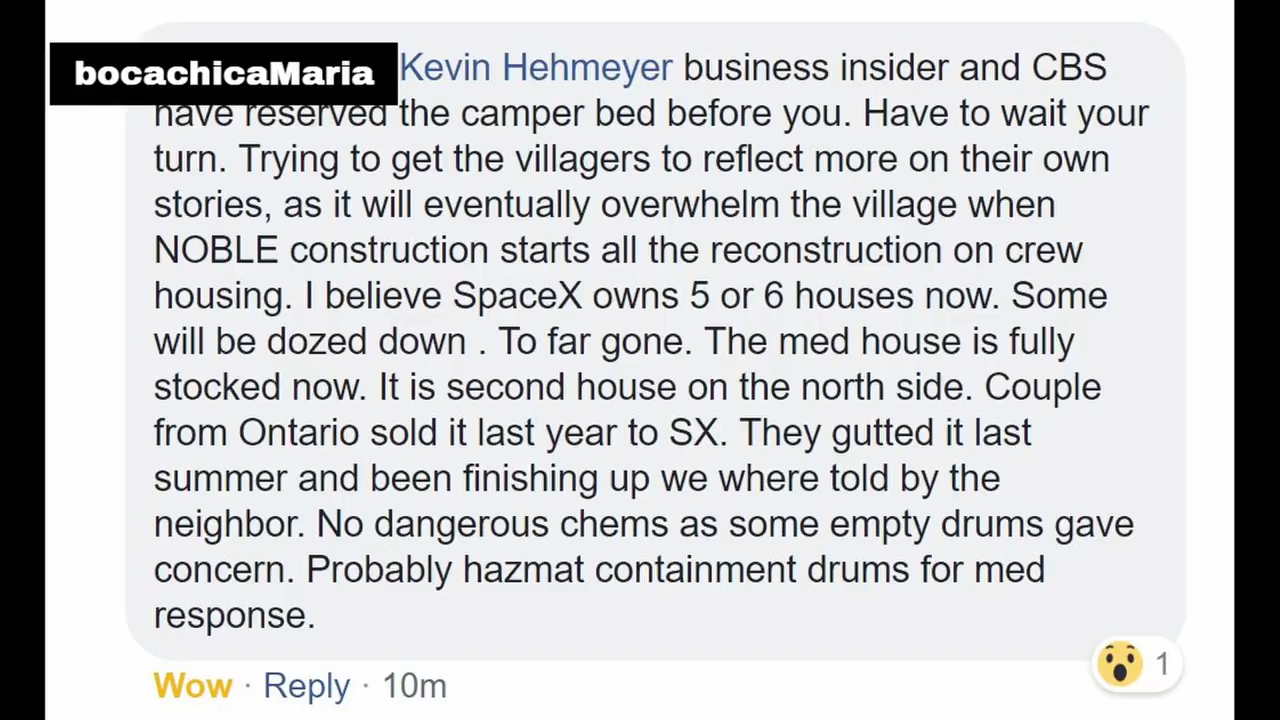 bocachicaMaria Kevin Hehmeyer business insider and CBS
have reserved the camper bed before you. Have to wait your
turn. Trying to get the villagers to reflect more on their own
stories, as it will eventually overwhelm the village when
NOBLE construction starts all the reconstruction on crew
housing. I believe SpaceX owns 5 or 6 houses now. Some
will be dozed down . To far gone. The med house is fully
stocked now. It is second house on the north side. Couple
from Ontario sold it last year to SX. They gutted it last
summer and been finishing up we where told by the
neighbor. No dangerous chems as some empty drums gave
concern. Probably hazmat containment drums for med
response.
Wow · Reply · 10m
1